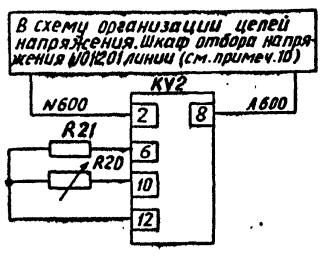 В схему организации цепей
напряжения. Шкаф отбора напря-
жения линии (см. примеч. 10)
KV2
N600
A600
2
8
R21
6
R20
10
12